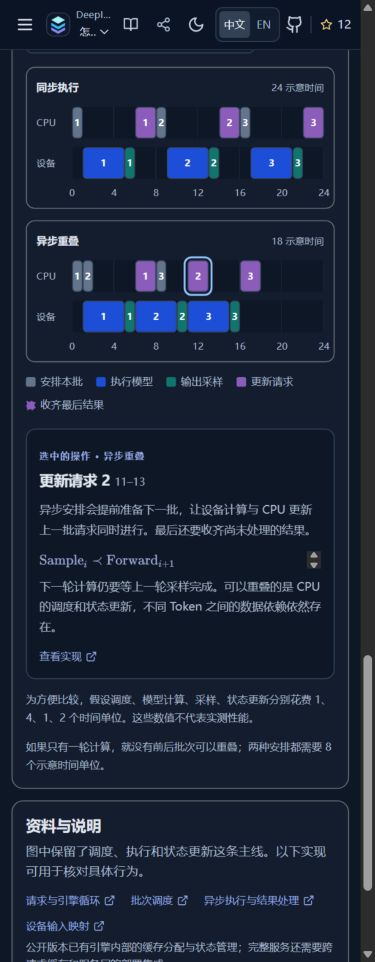 Deepl...
怎...
中文 EN
12
同步执行 24 示意时间
CPU 1 1 2 2 3 3
设备 1 1 2 2 3 3
0 4 8 12 16 20 24
异步重叠 18 示意时间
CPU 1 2 1 3 2 3
设备 1 1 2 2 3 3
0 4 8 12 16 20 24
安排本批 执行模型 输出采样 更新请求
收齐最后结果
选中的操作 • 异步重叠
更新请求 2 11–13
异步安排会提前准备下一批，让设备计算与 CPU 更新
上一批请求同时进行。最后还要收齐尚未处理的结果。
Sampleᵢ ≺ Forwardᵢ₊₁
下一轮计算仍要等上一轮采样完成。可以重叠的是 CPU
的调度和状态更新，不同 Token 之间的数据依赖依然存
在。
查看实现
为方便比较，假设调度、模型计算、采样、状态更新分别花费 1、
4、1、2 个时间单位。这些数值不代表实测性能。
如果只有一轮计算，就没有前后批次可以重叠；两种安排都需要 8
个示意时间单位。
资料与说明
图中保留了调度、执行和状态更新这条主线。以下实现
可用于核对具体行为。
请求与引擎循环 批次调度 异步执行与结果处理
设备输入映射
公开版本已有引擎内部的缓存分配与状态管理；完整服务还需要跨